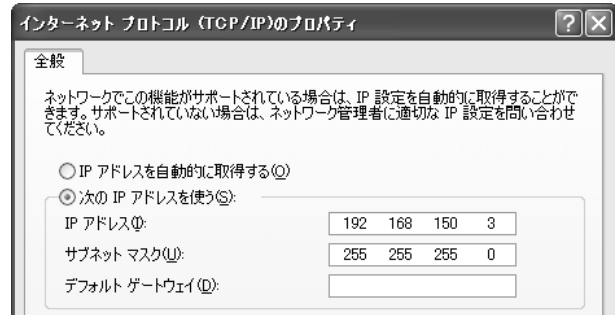 インターネット プロトコル (TCP/IP)のプロパティ
全般
ネットワークでこの機能がサポートされている場合は、IP 設定を自動的に取得することがで
きます。サポートされていない場合は、ネットワーク管理者に適切な IP 設定を問い合わせ
てください。
IP アドレスを自動的に取得する(O)
次の IP アドレスを使う(S):
IP アドレス(I): 192 168 150 3
サブネット マスク(U): 255 255 255 0
デフォルト ゲートウェイ(D):